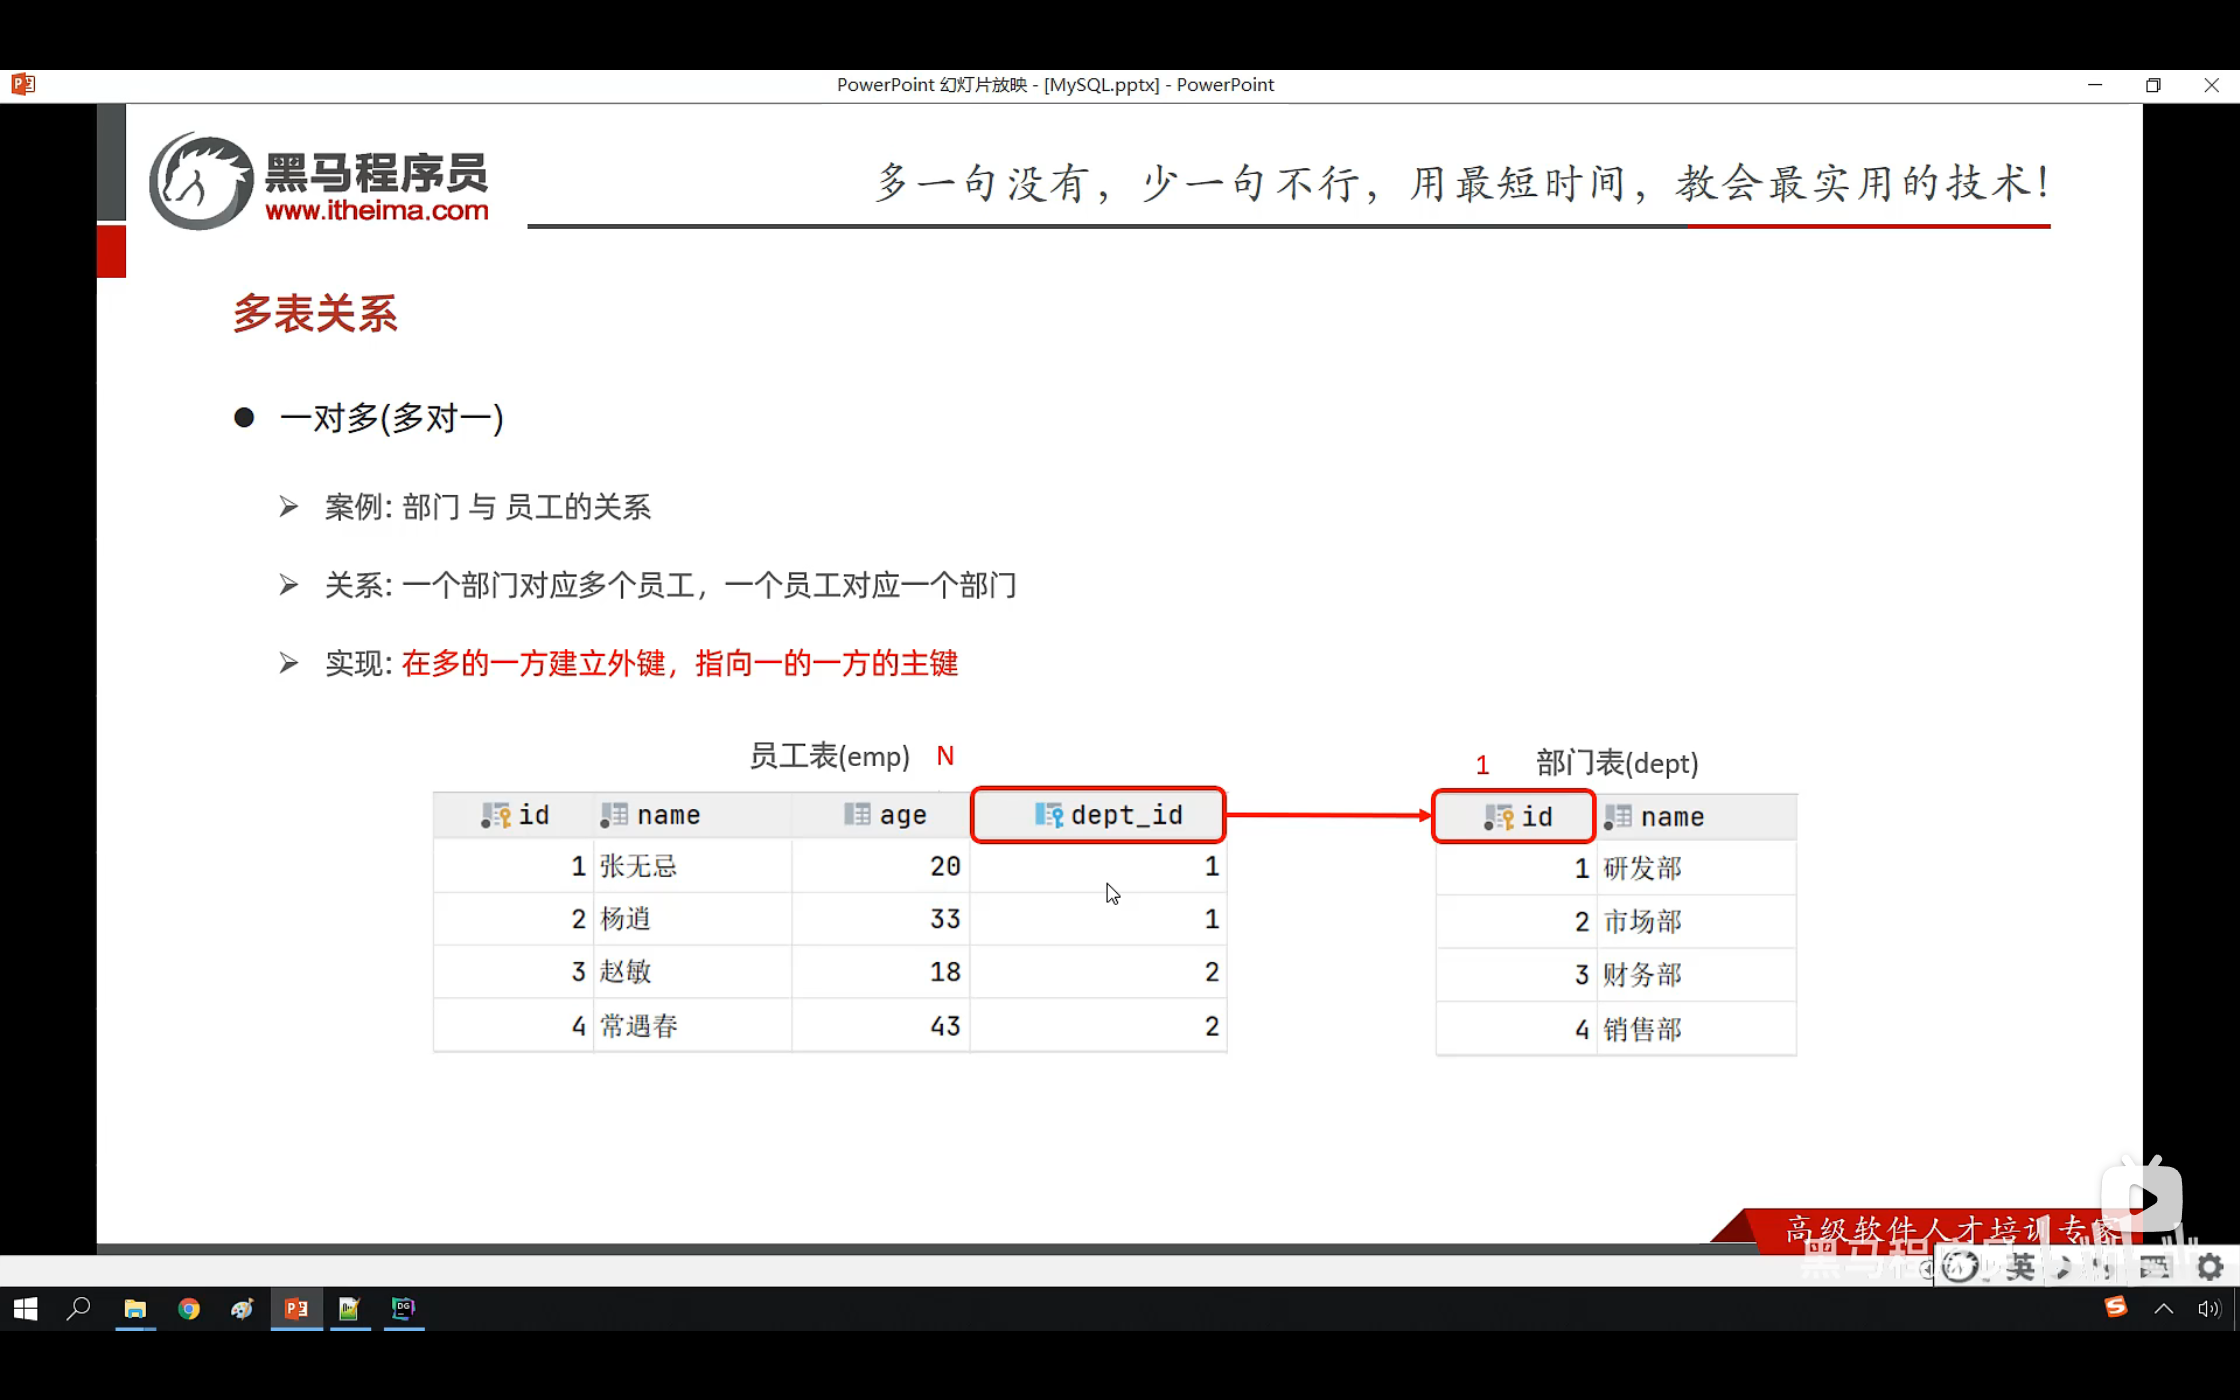 PowerPoint 幻灯片放映 - [MySQL.pptx] - PowerPoint
黑马程序员
www.itheima.com
多一句没有，少一句不行，用最短时间，教会最实用的技术！
多表关系
一对多(多对一)
案例: 部门 与 员工的关系
关系: 一个部门对应多个员工，一个员工对应一个部门
实现: 在多的一方建立外键，指向一的一方的主键
员工表(emp) N
id name age dept_id
1 张无忌 20 1
2 杨逍 33 1
3 赵敏 18 2
4 常遇春 43 2
1 部门表(dept)
id name
1 研发部
2 市场部
3 财务部
4 销售部
高级软件人才培训专家
英